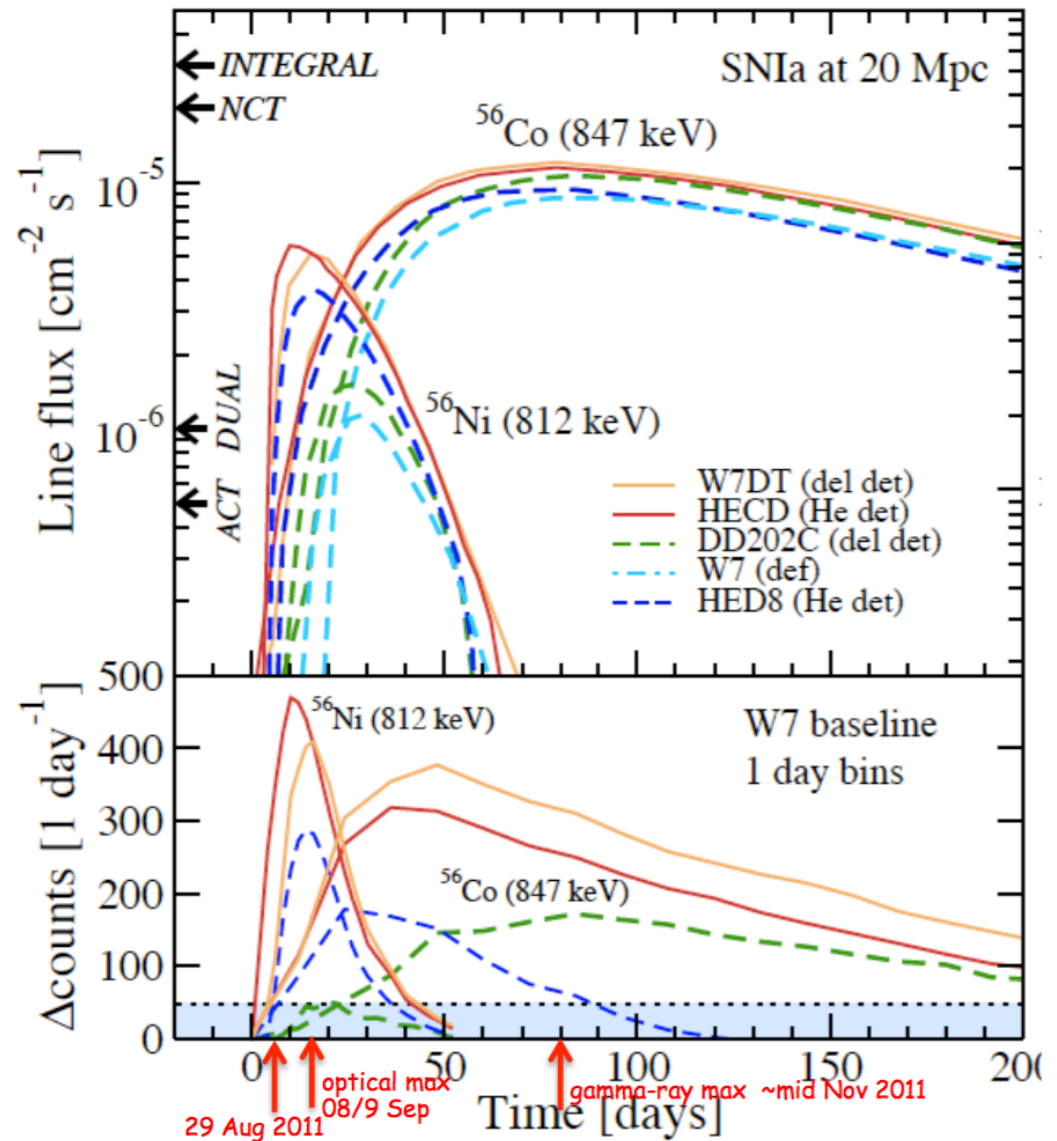 INTEGRAL
NCT
SNIa at 20 Mpc
⁵⁶Co (847 keV)
10⁻⁵
Line flux [cm⁻² s⁻¹]
10⁻⁶
ACT DUAL
⁵⁶Ni (812 keV)
W7DT (del det)
HECD (He det)
DD202C (del det)
W7 (def)
HED8 (He det)
500
400
300
200
100
0
Δcounts [1 day⁻¹]
⁵⁶Ni (812 keV)
W7 baseline
1 day bins
⁵⁶Co (847 keV)
0 50 100 150 20
optical max
08/9 Sep
29 Aug 2011
gamma-ray max ~mid Nov 2011
Time [days]